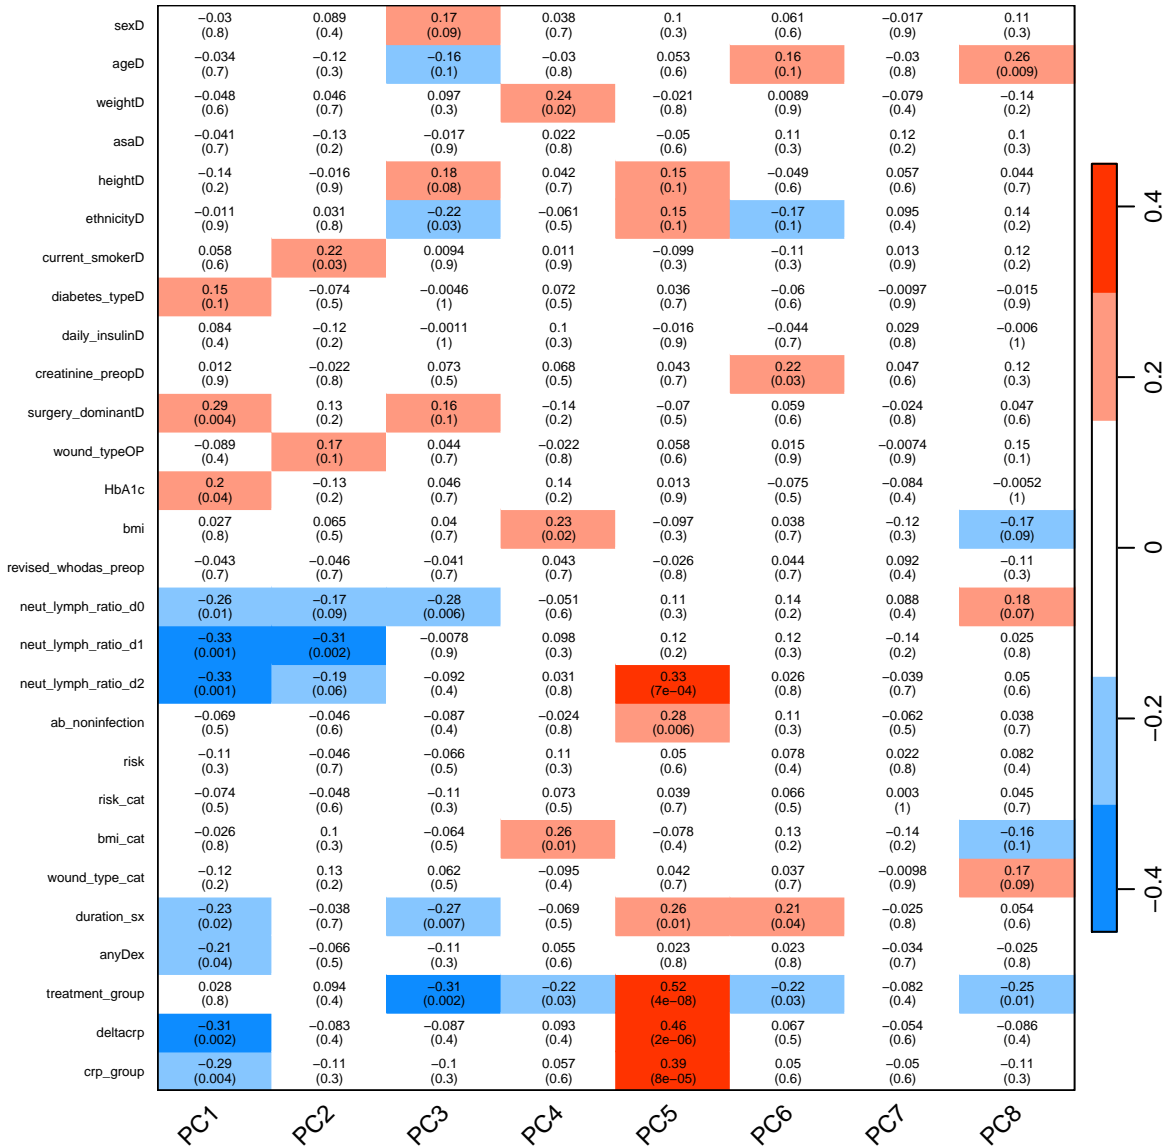 −0.03 0.089 0.17 0.038 0.1 0.061 −0.017 0.11
sexD
(0.8) (0.4) (0.09) (0.7) (0.3) (0.6) (0.9) (0.3)
−0.034 −0.12 −0.16 −0.03 0.053 0.16 −0.03 0.26
ageD
(0.7) (0.3) (0.1) (0.8) (0.6) (0.1) (0.8) (0.009)
−0.048 0.046 0.097 0.24 −0.021 0.0089 −0.079 −0.14
weightD
(0.6) (0.7) (0.3) (0.02) (0.8) (0.9) (0.4) (0.2)
−0.041 −0.13 −0.017 0.022 −0.05 0.11 0.12 0.1
asaD
(0.7) (0.2) (0.9) (0.8) (0.6) (0.3) (0.2) (0.3)
−0.14 −0.016 0.18 0.042 0.15 −0.049 0.057 0.044
heightD
(0.2) (0.9) (0.08) (0.7) (0.1) (0.6) (0.6) (0.7)
−0.011 0.031 −0.22 −0.061 0.15 −0.17 0.095 0.14
ethnicityD
(0.9) (0.8) (0.03) (0.5) (0.1) (0.1) (0.4) (0.2)
0.058 0.22 0.0094 0.011 −0.099 −0.11 0.013 0.12
current_smokerD
(0.6) (0.03) (0.9) (0.9) (0.3) (0.3) (0.9) (0.2)
0.15 −0.074 −0.0046 0.072 0.036 −0.06 −0.0097 −0.015
diabetes_typeD
(0.1) (0.5) (1) (0.5) (0.7) (0.6) (0.9) (0.9)
0.084 −0.12 −0.0011 0.1 −0.016 −0.044 0.029 −0.006
daily_insulinD
(0.4) (0.2) (1) (0.3) (0.9) (0.7) (0.8) (1)
0.012 −0.022 0.073 0.068 0.043 0.22 0.047 0.12
creatinine_preopD
(0.9) (0.8) (0.5) (0.5) (0.7) (0.03) (0.6) (0.3)
0.29 0.13 0.16 −0.14 −0.07 0.059 −0.024 0.047
surgery_dominantD
(0.004) (0.2) (0.1) (0.2) (0.5) (0.6) (0.8) (0.6)
−0.089 0.17 0.044 −0.022 0.058 0.015 −0.0074 0.15
wound_typeOP
(0.4) (0.1) (0.7) (0.8) (0.6) (0.9) (0.9) (0.1)
0.2 −0.13 0.046 0.14 0.013 −0.075 −0.084 −0.0052
HbA1c
(0.04) (0.2) (0.7) (0.2) (0.9) (0.5) (0.4) (1)
0.027 0.065 0.04 0.23 −0.097 0.038 −0.12 −0.17
bmi
(0.8) (0.5) (0.7) (0.02) (0.3) (0.7) (0.3) (0.09)
−0.043 −0.046 −0.041 0.043 −0.026 0.044 0.092 −0.11
revised_whodas_preop
(0.7) (0.7) (0.7) (0.7) (0.8) (0.7) (0.4) (0.3)
−0.26 −0.17 −0.28 −0.051 0.11 0.14 0.088 0.18
neut_lymph_ratio_d0
(0.01) (0.09) (0.006) (0.6) (0.3) (0.2) (0.4) (0.07)
−0.33 −0.31 −0.0078 0.098 0.12 0.12 −0.14 0.025
neut_lymph_ratio_d1
(0.001) (0.002) (0.9) (0.3) (0.2) (0.3) (0.2) (0.8)
−0.33 −0.19 −0.092 0.031 0.33 0.026 −0.039 0.05
neut_lymph_ratio_d2
(0.001) (0.06) (0.4) (0.8) (7e−04) (0.8) (0.7) (0.6)
−0.069 −0.046 −0.087 −0.024 0.28 0.11 −0.062 0.038
ab_noninfection
(0.5) (0.6) (0.4) (0.8) (0.006) (0.3) (0.5) (0.7)
−0.11 −0.046 −0.066 0.11 0.05 0.078 0.022 0.082
risk
(0.3) (0.7) (0.5) (0.3) (0.6) (0.4) (0.8) (0.4)
−0.074 −0.048 −0.11 0.073 0.039 0.066 0.003 0.045
risk_cat
(0.5) (0.6) (0.3) (0.5) (0.7) (0.5) (1) (0.7)
−0.026 0.1 −0.064 0.26 −0.078 0.13 −0.14 −0.16
bmi_cat
(0.8) (0.3) (0.5) (0.01) (0.4) (0.2) (0.2) (0.1)
−0.12 0.13 0.062 −0.095 0.042 0.037 −0.0098 0.17
wound_type_cat
(0.2) (0.2) (0.5) (0.4) (0.7) (0.7) (0.9) (0.09)
−0.23 −0.038 −0.27 −0.069 0.26 0.21 −0.025 0.054
duration_sx
(0.02) (0.7) (0.007) (0.5) (0.01) (0.04) (0.8) (0.6)
−0.21 −0.066 −0.11 0.055 0.023 0.023 −0.034 −0.025
anyDex
(0.04) (0.5) (0.3) (0.6) (0.8) (0.8) (0.7) (0.8)
0.028 0.094 −0.31 −0.22 0.52 −0.22 −0.082 −0.25
treatment_group
(0.8) (0.4) (0.002) (0.03) (4e−08) (0.03) (0.4) (0.01)
−0.31 −0.083 −0.087 0.093 0.46 0.067 −0.054 −0.086
deltacrp
(0.002) (0.4) (0.4) (0.4) (2e−06) (0.5) (0.6) (0.4)
−0.29 −0.11 −0.1 0.057 0.39 0.05 −0.05 −0.11
crp_group
(0.004) (0.3) (0.3) (0.6) (8e−05) (0.6) (0.6) (0.3)
PC1 PC2 PC3 PC4 PC5 PC6 PC7 PC8
0.4
0.2
0
−0.2
−0.4